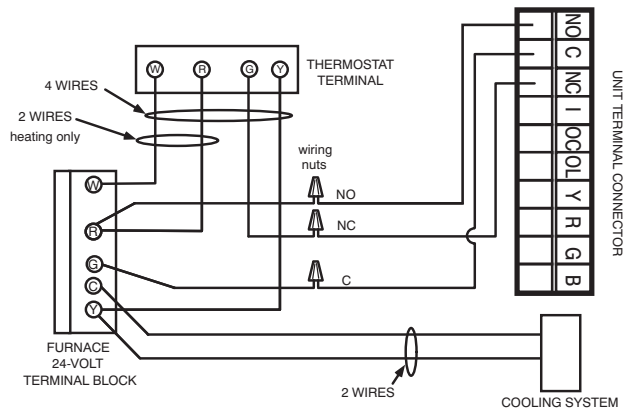 W R G Y
THERMOSTAT
TERMINAL
4 WIRES
2 WIRES
heating only
wiring
nuts
NO
NC
C
W
R
G
C
Y
FURNACE
24-VOLT
TERMINAL BLOCK
2 WIRES
COOLING SYSTEM
NO
C
NC
I
OC
OL
Y
R
G
B
UNIT TERMINAL CONNECTOR